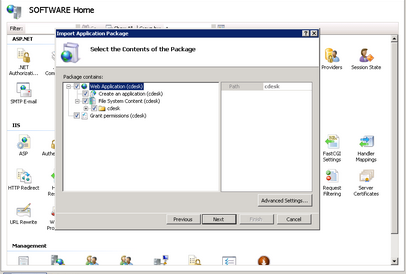 SOFTWARE Home
Filter:
ASP.NET
.NET
Authorizati...
Providers
Session State
SMTP E-mail
Import Application Package
Select the Contents of the Package
Package contains:
Web Application (cdesk)
Create an application (cdesk)
File System Content (cdesk)
cdesk
Grant permissions (cdesk)
Path
cdesk
Advanced Settings...
Previous
Next
Finish
Cancel
IIS
ASP
FastCGI
Settings
Handler
Mappings
HTTP Redirect
Request
Filtering
Server
Certificates
URL Rewrite
Management